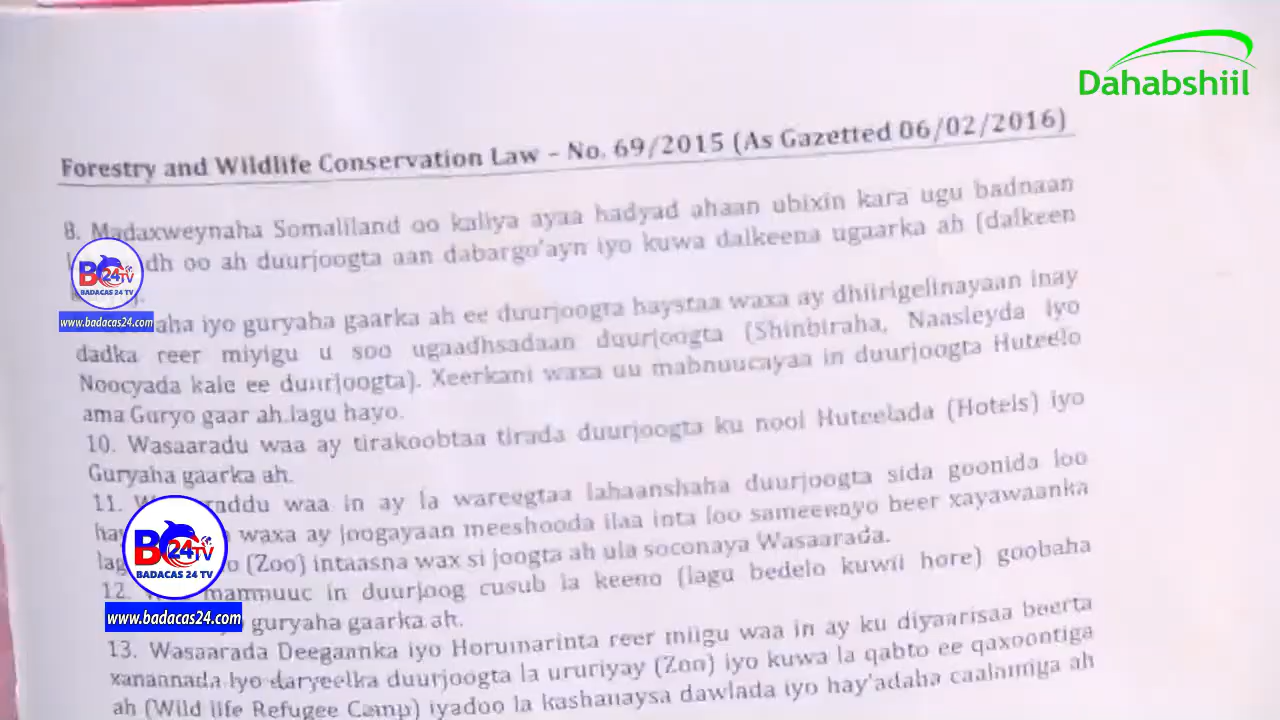 Dahabshiil
Forestry and Wildlife Conservation Law – No. 69/2015 (As Gazetted 06/02/2016)
8. Madaxweynaha Somaliland oo kaliya ayaa hadyad ahaan ubixin kara ugu badnaan
dh oo ah duurjoogta aan dabargo'ayn iyo kuwa dalkeena ugaarka ah (dalkeen
aha iyo guryaha gaarka ah ee duurjoogta haystaa waxa ay dhiirigelinayaan inay
dadka reer miyigu u soo ugaadhsadaan duurjoogta (Shinbiraha, Naasleyda iyo
Noocyada kale ee duurjoogta). Xeerkani waxa uu mabnuucayaa in duurjoogta Huteelo
ama Guryo gaar ah lagu hayo.
10. Wasaaradu waa ay tirakoobtaa tirada duurjoogta ku nool Huteelada (Hotels) iyo
Guryaha gaarka ah.
11. raddu waa in ay la wareegtaa lahaanshaha duurjoogta sida goonida loo
waxa ay joogayaan meeshooda ilaa inta loo sameeynayo beer xayawaanka
lag o (Zoo) intaasna wax si joogta ah ula soconaya Wasaarada.
12. mamnuuc in duurjoog cusub la keeno (lagu bedelo kuwii hore) goobaha
guryaha gaarka ah.
13. Wasaarada Deegaanka iyo Horumarinta reer miigu waa in ay ku diyaarisaa beerta
xanannada iyo daryeelka duurjoogta la ururiyay (Zoo) iyo kuwa la qabto ee qaxoontiga
ah (Wild life Refugee Camp) iyadoo la kashanaysa dawlada iyo hay'adaha caalamiga ah
B 24 TV
BADACAS 24 TV
www.badacas24.com
B 24 TV
BADACAS 24 TV
www.badacas24.com